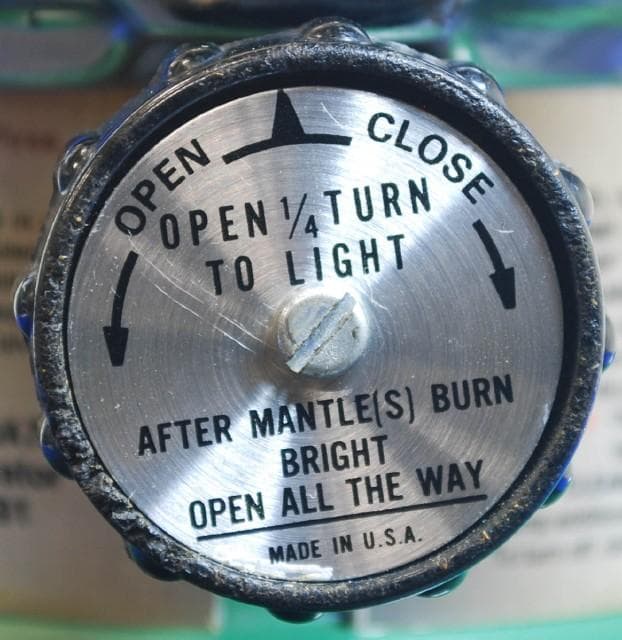 OPEN CLOSE
OPEN 1/4 TURN
TO LIGHT
AFTER MANTLE(S) BURN
BRIGHT
OPEN ALL THE WAY
MADE IN U.S.A.